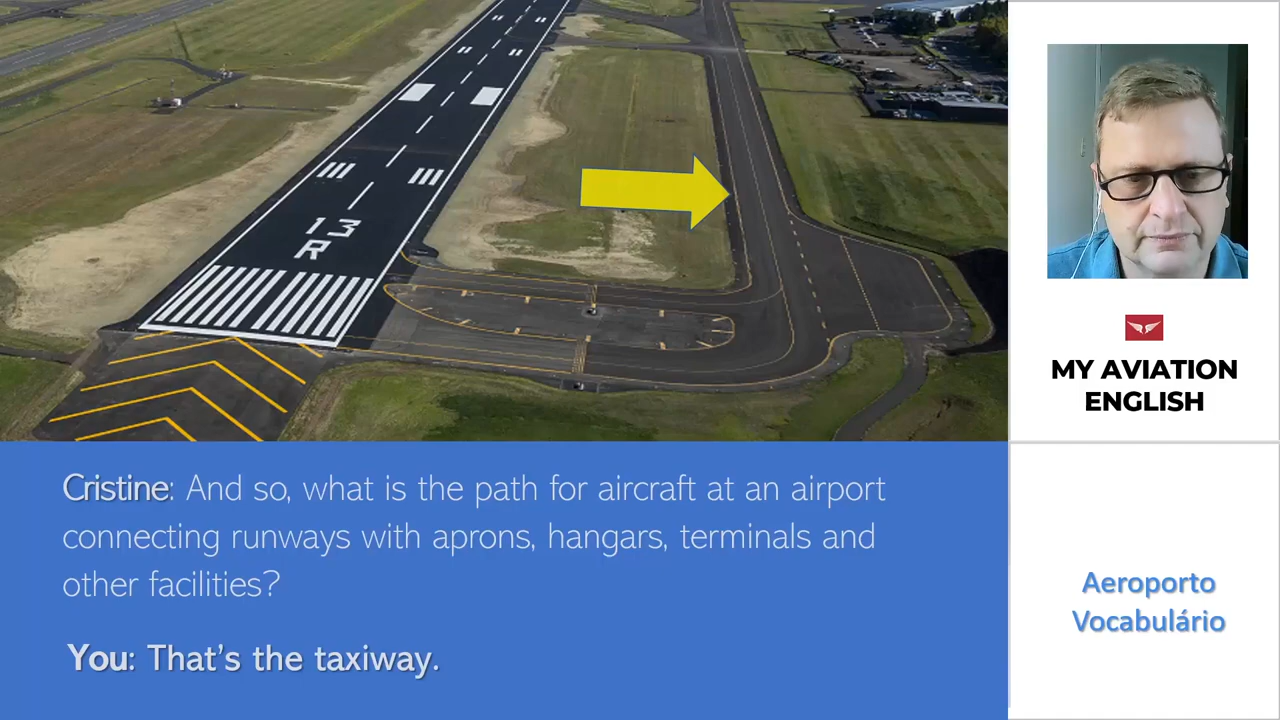 13
R
Cristine: And so, what is the path for aircraft at an airport
connecting runways with aprons, hangars, terminals and
other facilities?
You: That's the taxiway.
MY AVIATION
ENGLISH
Aeroporto
Vocabulário